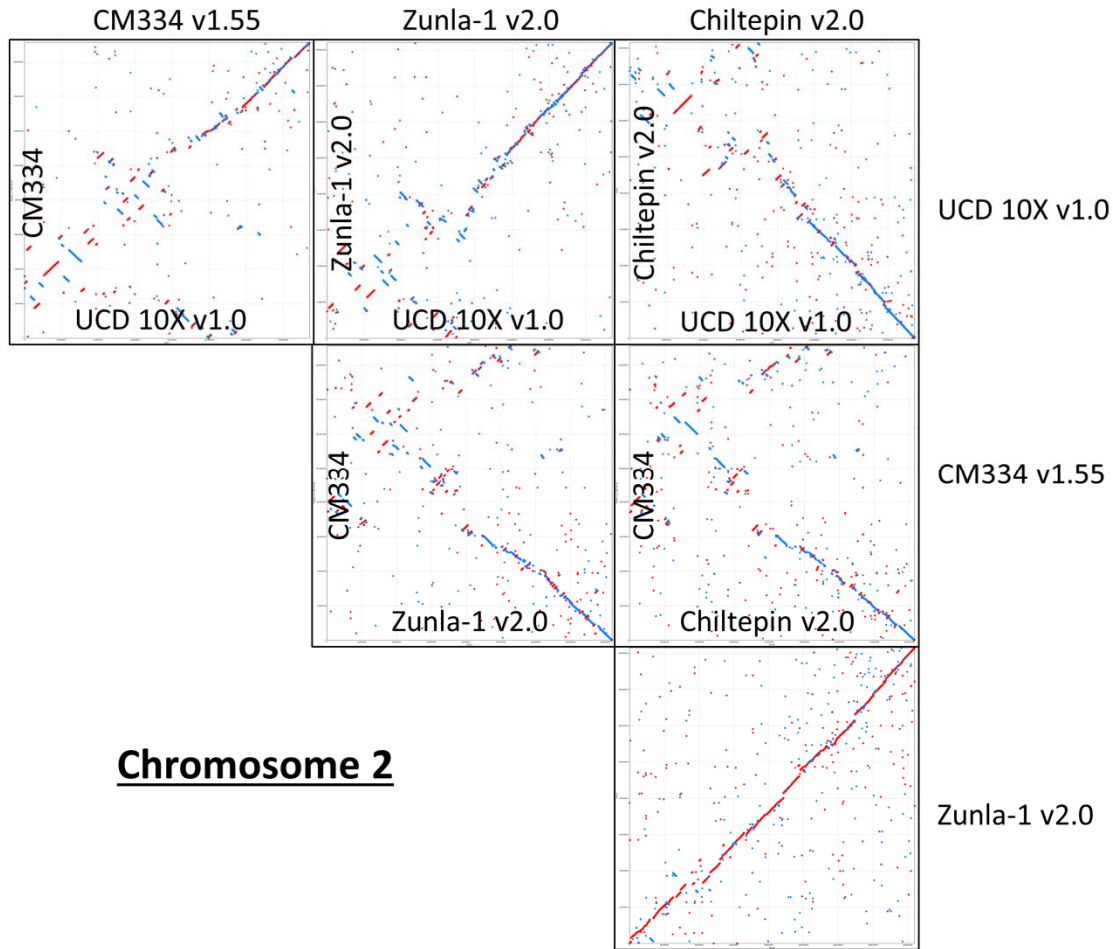 CM334 v1.55 Zunla-1 v2.0 Chiltepin v2.0
CM334
UCD 10X v1.0
Zunla-1 v2.0
UCD 10X v1.0
Chiltepin v2.0
UCD 10X v1.0
UCD 10X v1.0
CM334
Zunla-1 v2.0
CM334
Chiltepin v2.0
CM334 v1.55
Chromosome 2
Zunla-1 v2.0